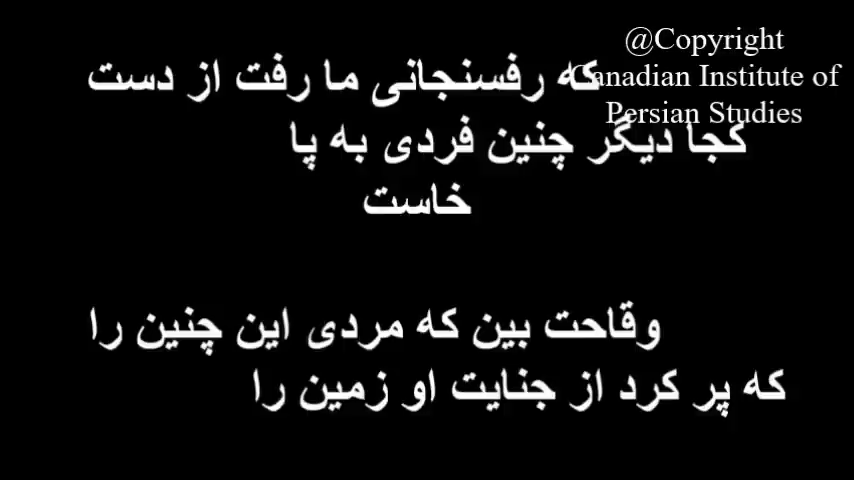 @Copyright
Canadian Institute of
Persian Studies
که رفسنجانی ما رفت از دست
کجا دیگر چنین فردی به پا
خاست
وقاحت بین که مردی این چنین را
که پر کرد از جنایت او زمین را